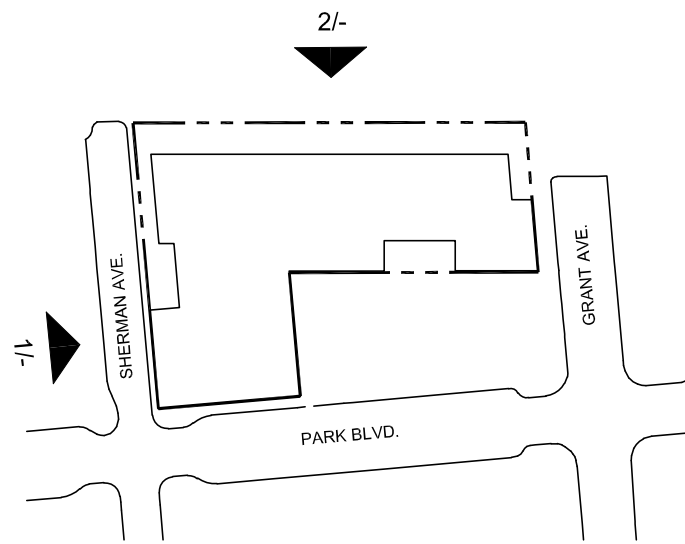 2/-
1/-
SHERMAN AVE.
GRANT AVE.
PARK BLVD.